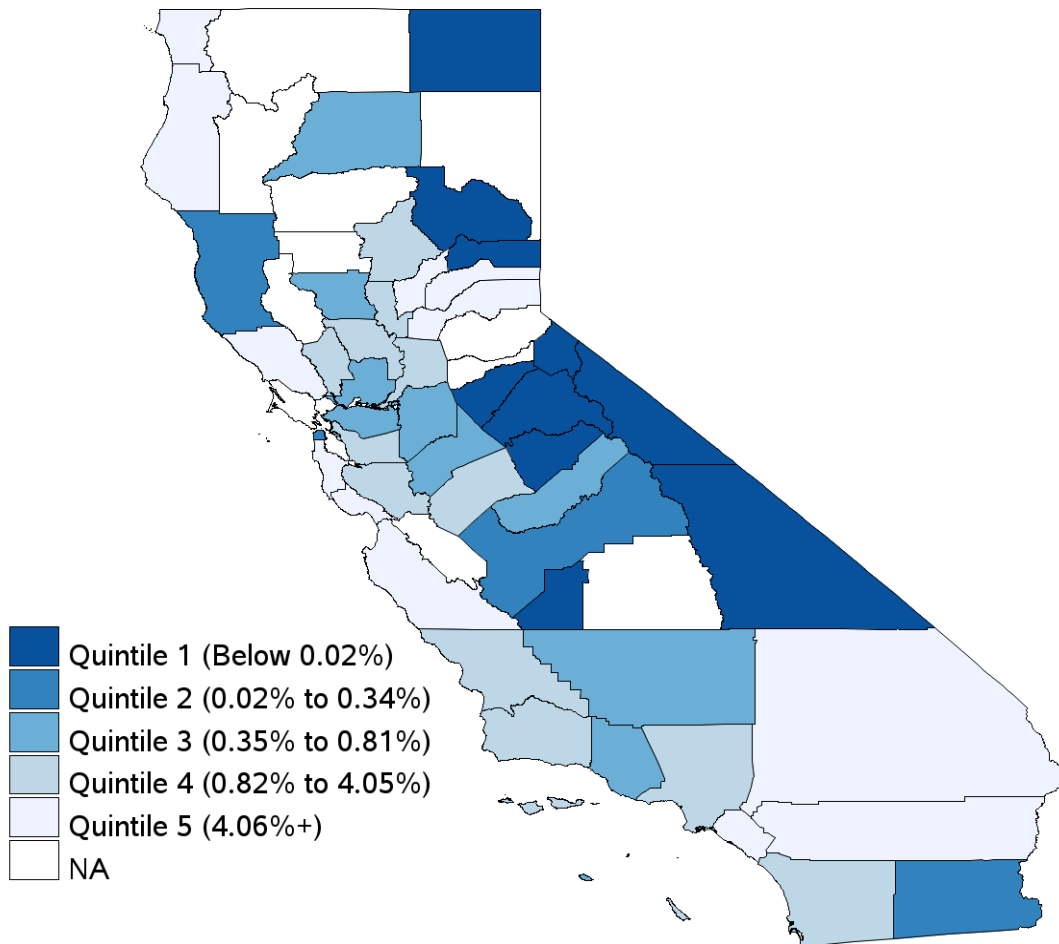 Quintile 1 (Below 0.02%)
Quintile 2 (0.02% to 0.34%)
Quintile 3 (0.35% to 0.81%)
Quintile 4 (0.82% to 4.05%)
Quintile 5 (4.06%+)
NA